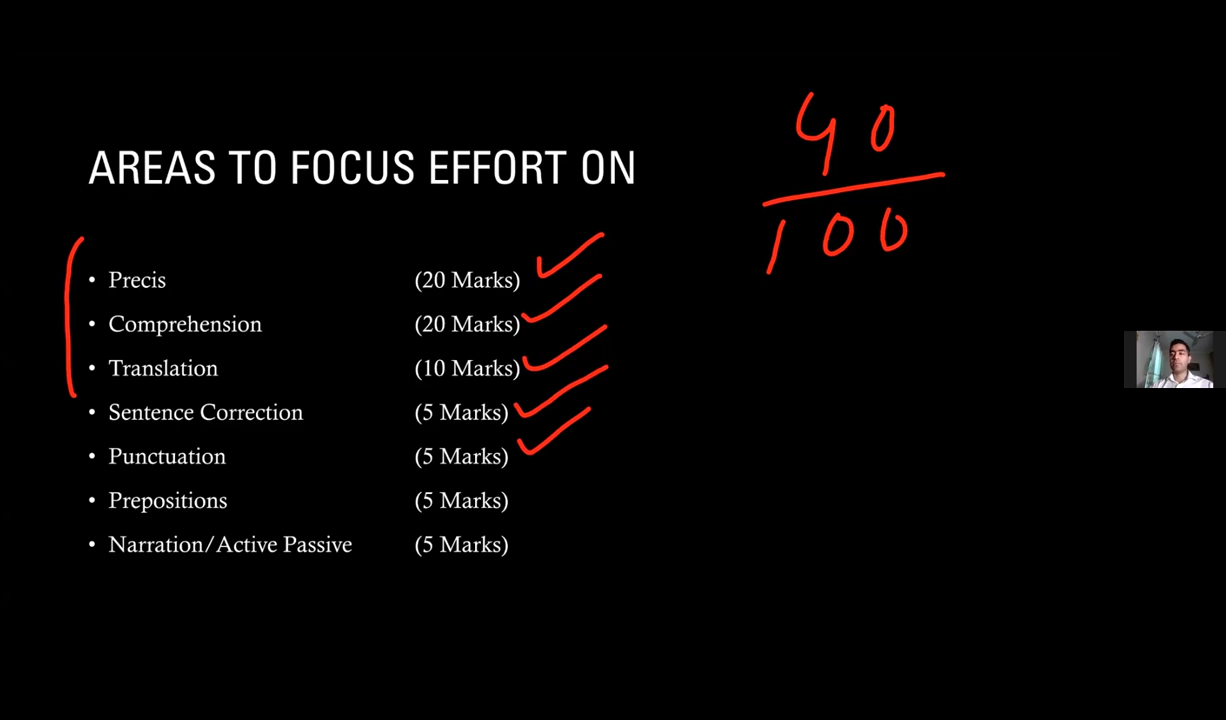 AREAS TO FOCUS EFFORT ON
40
100
• Precis (20 Marks)
• Comprehension (20 Marks)
• Translation (10 Marks)
• Sentence Correction (5 Marks)
• Punctuation (5 Marks)
• Prepositions (5 Marks)
• Narration/Active Passive (5 Marks)